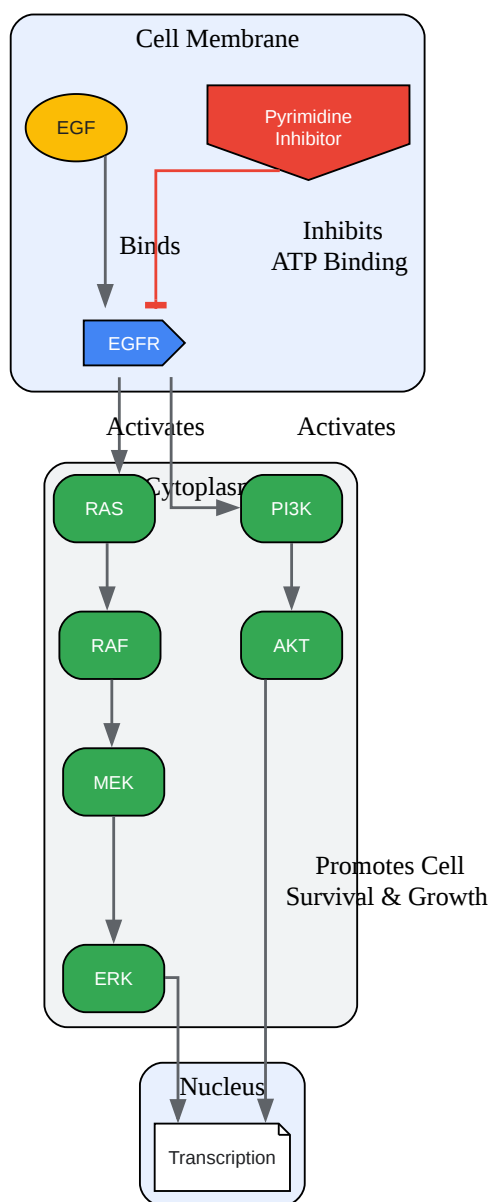 Cell Membrane
EGF
Pyrimidine
Inhibitor
Binds
Inhibits
ATP Binding
EGFR
Activates
Activates
Cytoplasm
RAS
PI3K
RAF
AKT
MEK
Promotes Cell
Survival & Growth
ERK
Nucleus
Transcription